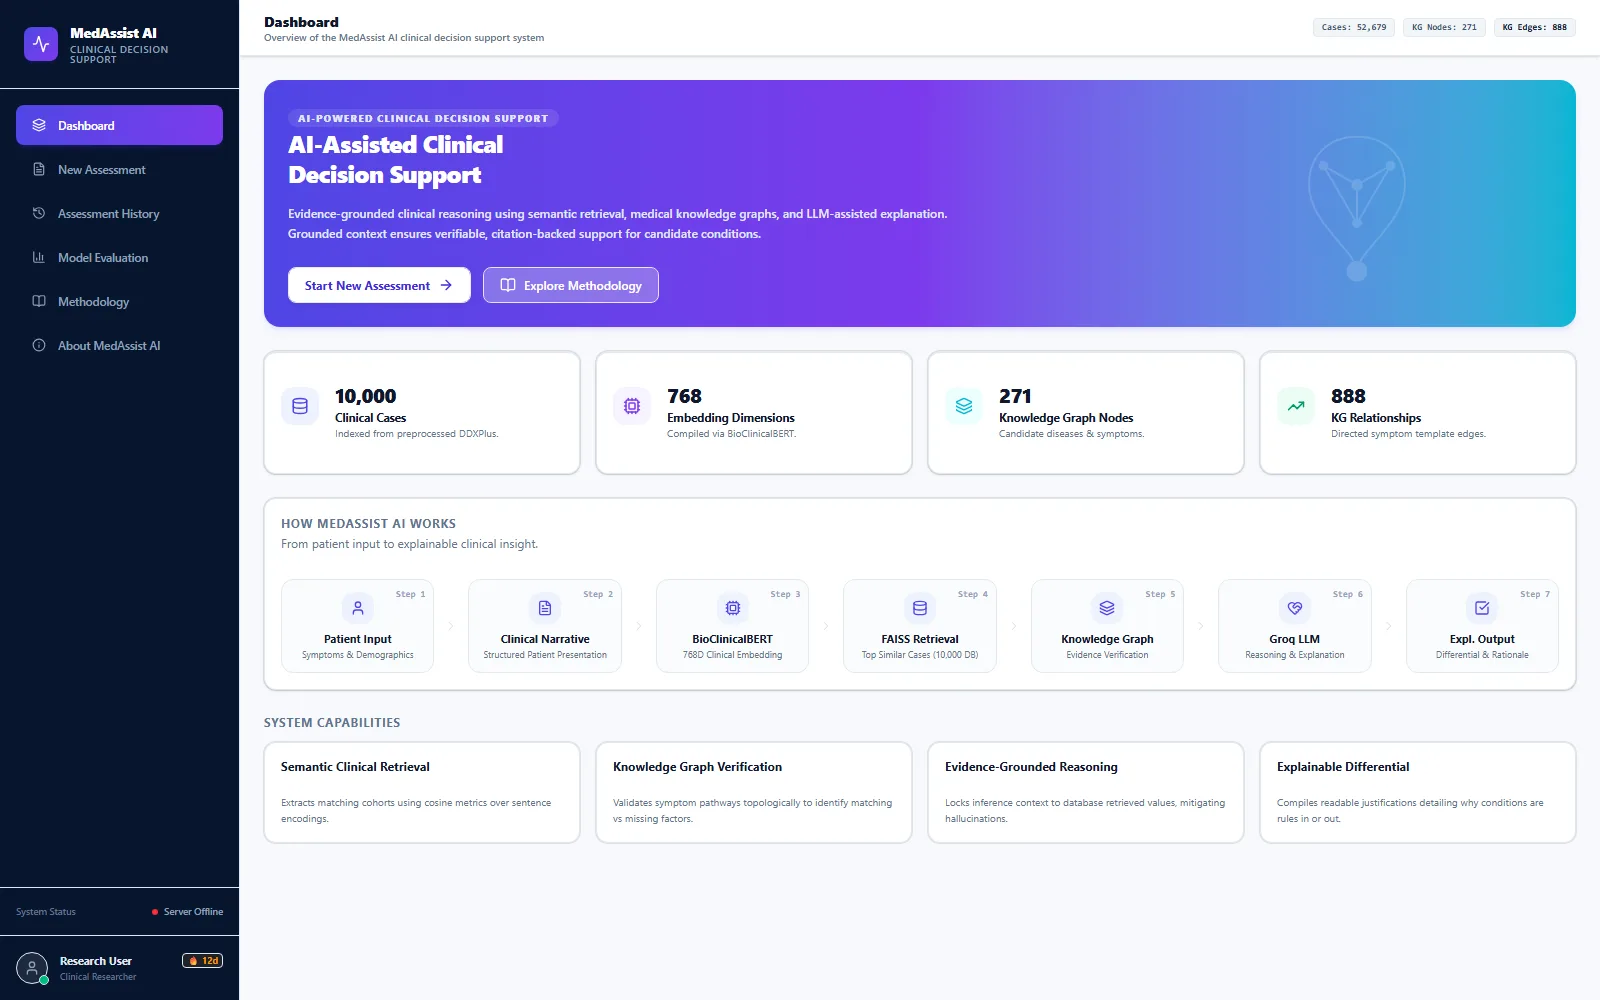 MedAssist AI
CLINICAL DECISION
SUPPORT
Dashboard
New Assessment
Assessment History
Model Evaluation
Methodology
About MedAssist AI
System Status
Server Offline
Research User
Clinical Researcher
12d
Dashboard
Overview of the MedAssist AI clinical decision support system
Cases: 52,679
KG Nodes: 271
KG Edges: 888
AI-POWERED CLINICAL DECISION SUPPORT
AI-Assisted Clinical
Decision Support
Evidence-grounded clinical reasoning using semantic retrieval, medical knowledge graphs, and LLM-assisted explanation.
Grounded context ensures verifiable, citation-backed support for candidate conditions.
Start New Assessment
Explore Methodology
10,000
Clinical Cases
Indexed from preprocessed DDXPlus.
768
Embedding Dimensions
Compiled via BioClinicalBERT.
271
Knowledge Graph Nodes
Candidate diseases & symptoms.
888
KG Relationships
Directed symptom template edges.
HOW MEDASSIST AI WORKS
From patient input to explainable clinical insight.
Step 1
Patient Input
Symptoms & Demographics
Step 2
Clinical Narrative
Structured Patient Presentation
Step 3
BioClinicalBERT
768D Clinical Embedding
Step 4
FAISS Retrieval
Top Similar Cases (10,000 DB)
Step 5
Knowledge Graph
Evidence Verification
Step 6
Groq LLM
Reasoning & Explanation
Step 7
Expl. Output
Differential & Rationale
SYSTEM CAPABILITIES
Semantic Clinical Retrieval
Extracts matching cohorts using cosine metrics over sentence
encodings.
Knowledge Graph Verification
Validates symptom pathways topologically to identify matching
vs missing factors.
Evidence-Grounded Reasoning
Locks inference context to database retrieved values, mitigating
hallucinations.
Explainable Differential
Compiles readable justifications detailing why conditions are
rules in or out.